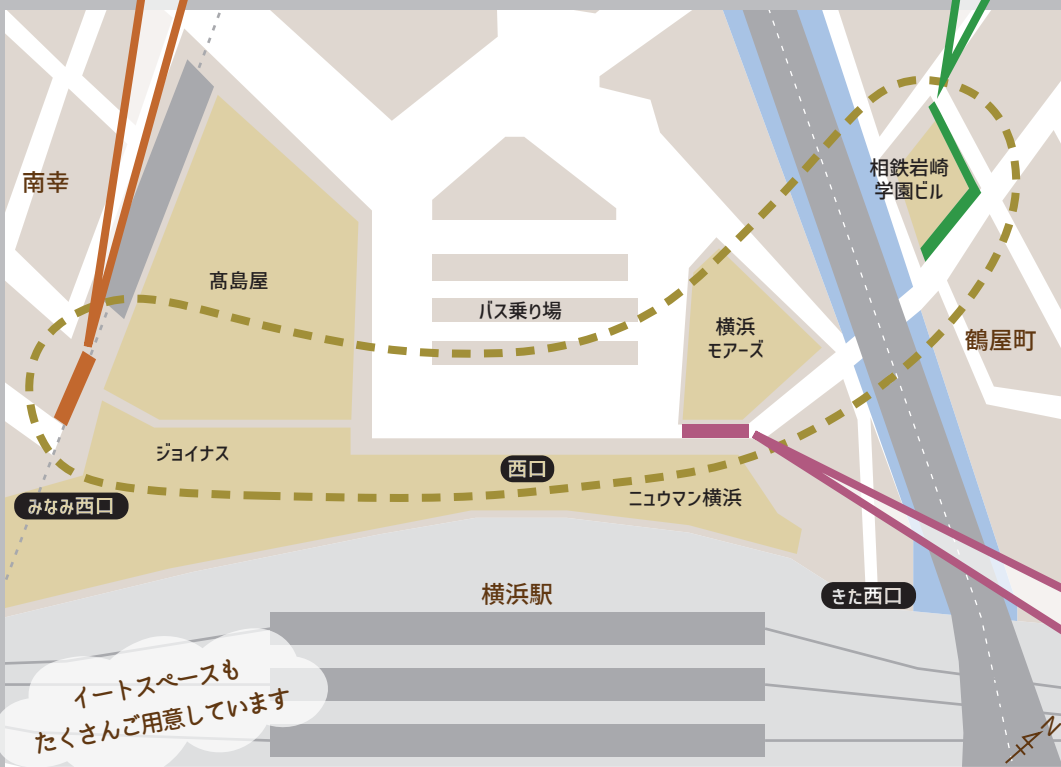 南幸
相鉄岩崎
学園ビル
髙島屋
バス乗り場
横浜
モアーズ
鶴屋町
ジョイナス
西口
ニュウマン横浜
みなみ西口
横浜駅
きた西口
イートスペースも
たくさんご用意しています
N